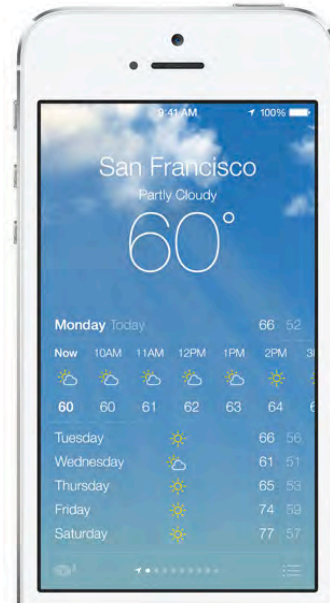 9:41 AM 100%
San Francisco
Partly Cloudy
60°
Monday Today 66 52
Now 10AM 11AM 12PM 1PM 2PM
60 60 61 62 63 64
Tuesday 66 56
Wednesday 61 51
Thursday 65 53
Friday 74 59
Saturday 77 57